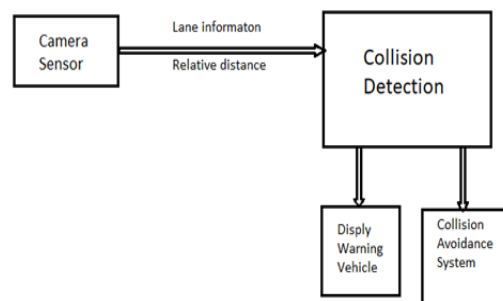 Camera
Sensor
Lane informaton
Relative distance
Collision
Detection
Disply
Warning
Vehicle
Collision
Avoidance
System